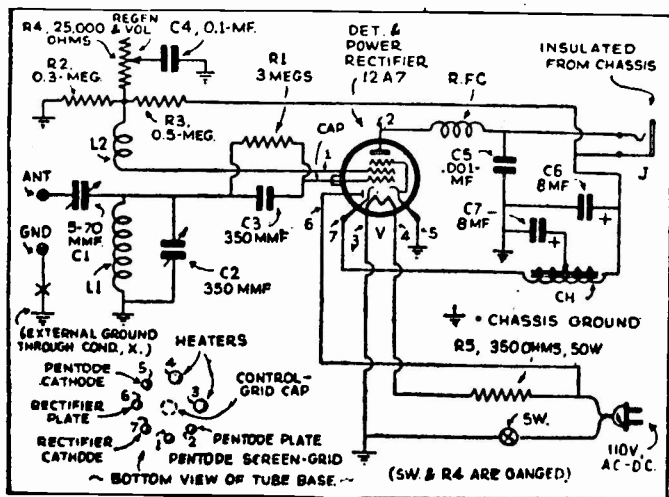 REGEN
R4, 25,000 & VOL
OHMS
C4, 0.1-MF.
R2
0.3-MEG.
R1
3 MEGS
DET. &
POWER
RECTIFIER
12A7
INSULATED
FROM CHASSIS
R3
0.5-MEG.
L2
CAP
1
2
R.FC
C5
.001-
MF
C6
8MF
J
ANT
GND
5-70
MMF.
C1
L1
C3
350MMF
C2
350 MMF
6
7
3
V
4
5
C7
8MF
+
+
CH
= CHASSIS GROUND
(EXTERNAL GROUND
THROUGH COND, X.)
R5, 350OHMS, 50W
HEATERS
PENTODE
CATHODE
5
4
3
CONTROL-
GRID CAP
RECTIFIER
PLATE
6
SW.
RECTIFIER
CATHODE
7
1
2
PENTODE PLATE
PENTODE SCREEN-GRID
110V,
AC-D.C.
~ BOTTOM VIEW OF TUBE BASE ~
(SW. & R4 ARE GANGED.)